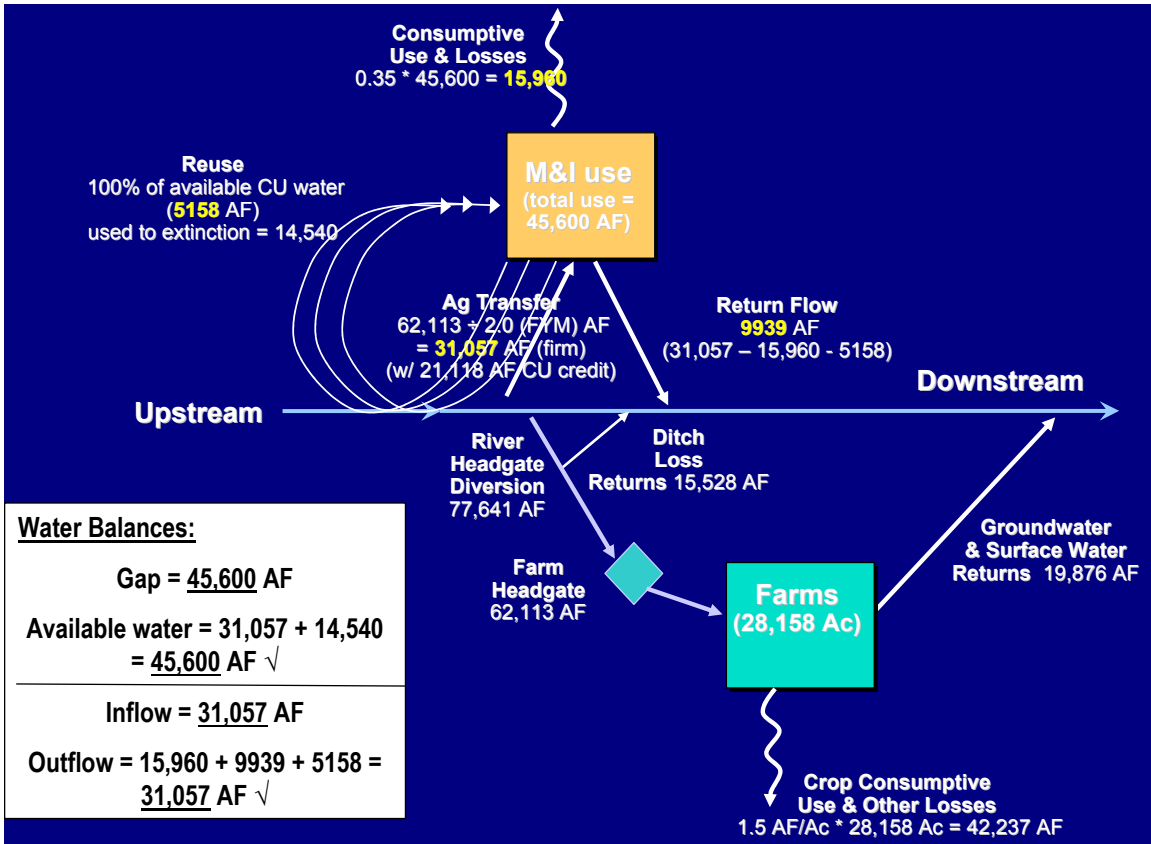 Consumptive
Use & Losses
0.35 * 45,600 = 15,960
Reuse
100% of available CU water
(5158 AF)
used to extinction = 14,540
M&I use
(total use =
45,600 AF)
Ag Transfer
62,113 ÷ 2.0 (FYM) AF
= 31,057 AF (firm)
(w/ 21,118 AF CU credit)
Return Flow
9939 AF
(31,057 – 15,960 - 5158)
Upstream
Downstream
River
Headgate
Diversion
77,641 AF
Ditch
Loss
Returns 15,528 AF
Farm
Headgate
62,113 AF
Farms
(28,158 Ac)
Groundwater
& Surface Water
Returns 19,876 AF
Crop Consumptive
Use & Other Losses
1.5 AF/Ac * 28,158 Ac = 42,237 AF
Water Balances:
Gap = 45,600 AF
Available water = 31,057 + 14,540
= 45,600 AF √
Inflow = 31,057 AF
Outflow = 15,960 + 9939 + 5158 =
31,057 AF √